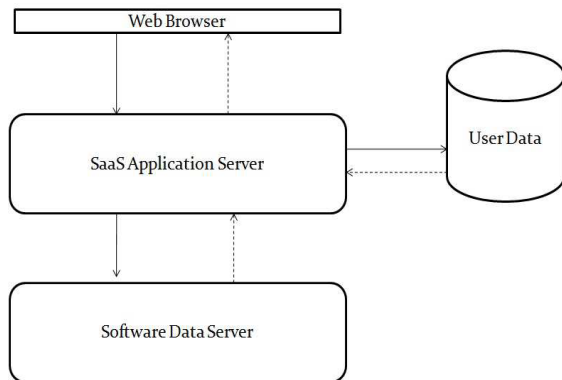 Web Browser
SaaS Application Server
User Data
Software Data Server